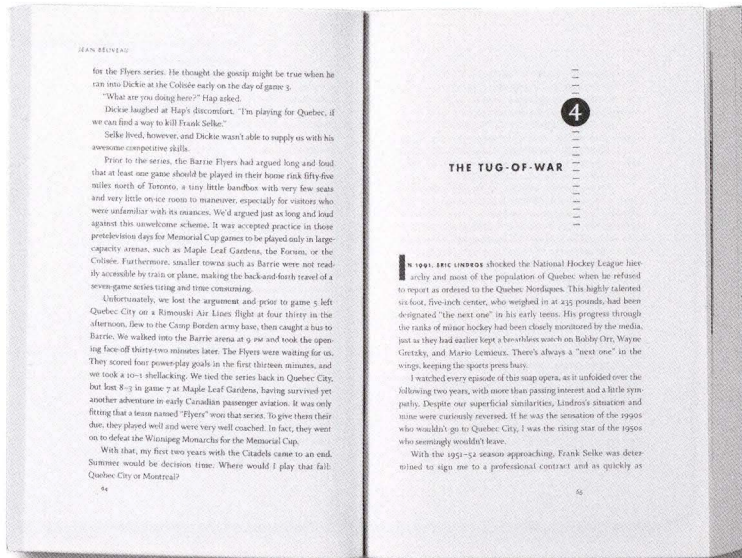 JEAN BÉLIVEAU
for the Flyers series. He thought the gossip might be true when he
ran into Dickie at the Colisée early on the day of game 3.
"What are you doing here?" Hap asked.
Dickie laughed at Hap's discomfort. "I'm playing for Quebec, if
we can find a way to kill Frank Selke."
Selke lived, however, and Dickie wasn't able to supply us with his
awesome competitive skills.
Prior to the series, the Barrie Flyers had argued long and loud
that at least one game should be played in their home rink fifty-five
miles north of Toronto, a tiny little bandbox with very few seats
and very little on-ice room to maneuver, especially for visitors who
were unfamiliar with its nuances. We'd argued just as long and loud
against this unwelcome scheme. It was accepted practice in those
pretelevision days for Memorial Cup games to be played only in large-
capacity arenas, such as Maple Leaf Gardens, the Forum, or the
Colisée. Furthermore, smaller towns such as Barrie were not read-
ily accessible by train or plane, making the back-and-forth travel of a
seven-game series tiring and time consuming.
Unfortunately, we lost the argument and prior to game 5 left
Quebec City on a Rimouski Air Lines flight at four thirty in the
afternoon, flew to the Camp Borden army base, then caught a bus to
Barrie. We walked into the Barrie arena at 9 PM and took the open-
ing face-off thirty-two minutes later. The Flyers were waiting for us.
They scored four power-play goals in the first thirteen minutes, and
we took a 10–1 shellacking. We tied the series back in Quebec City,
but lost 8–3 in game 7 at Maple Leaf Gardens, having survived yet
another adventure in early Canadian passenger aviation. It was only
fitting that a team named "Flyers" won that series. To give them their
due, they played well and were very well coached. In fact, they went
on to defeat the Winnipeg Monarchs for the Memorial Cup.
With that, my first two years with the Citadels came to an end.
Summer would be decision time. Where would I play that fall:
Quebec City or Montreal?
64
4
THE TUG-OF-WAR
IN 1991, ERIC LINDROS shocked the National Hockey League hier-
archy and most of the population of Quebec when he refused
to report as ordered to the Quebec Nordiques. This highly talented
six-foot, five-inch center, who weighed in at 235 pounds, had been
designated "the next one" in his early teens. His progress through
the ranks of minor hockey had been closely monitored by the media,
just as they had earlier kept a breathless watch on Bobby Orr, Wayne
Gretzky, and Mario Lemieux. There's always a "next one" in the
wings, keeping the sports press busy.
I watched every episode of this soap opera, as it unfolded over the
following two years, with more than passing interest and a little sym-
pathy. Despite our superficial similarities, Lindros's situation and
mine were curiously reversed. If he was the sensation of the 1990s
who wouldn't go to Quebec City, I was the rising star of the 1950s
who seemingly wouldn't leave.
With the 1951–52 season approaching, Frank Selke was deter-
mined to sign me to a professional contract and as quickly as
65